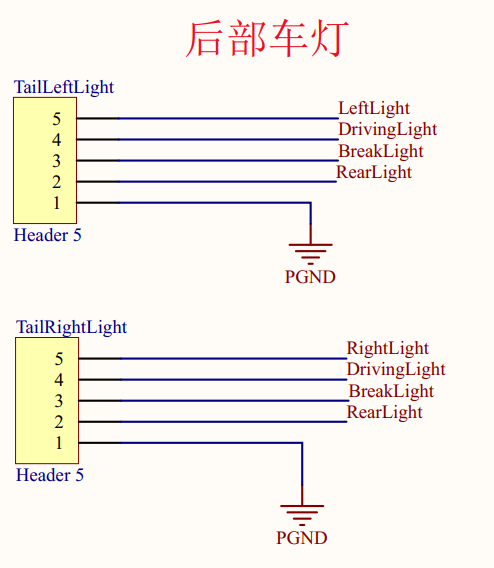 后部车灯
TailLeftLight
5 LeftLight
4 DrivingLight
3 BreakLight
2 RearLight
1
Header 5
PGND
TailRightLight
5 RightLight
4 DrivingLight
3 BreakLight
2 RearLight
1
Header 5
PGND